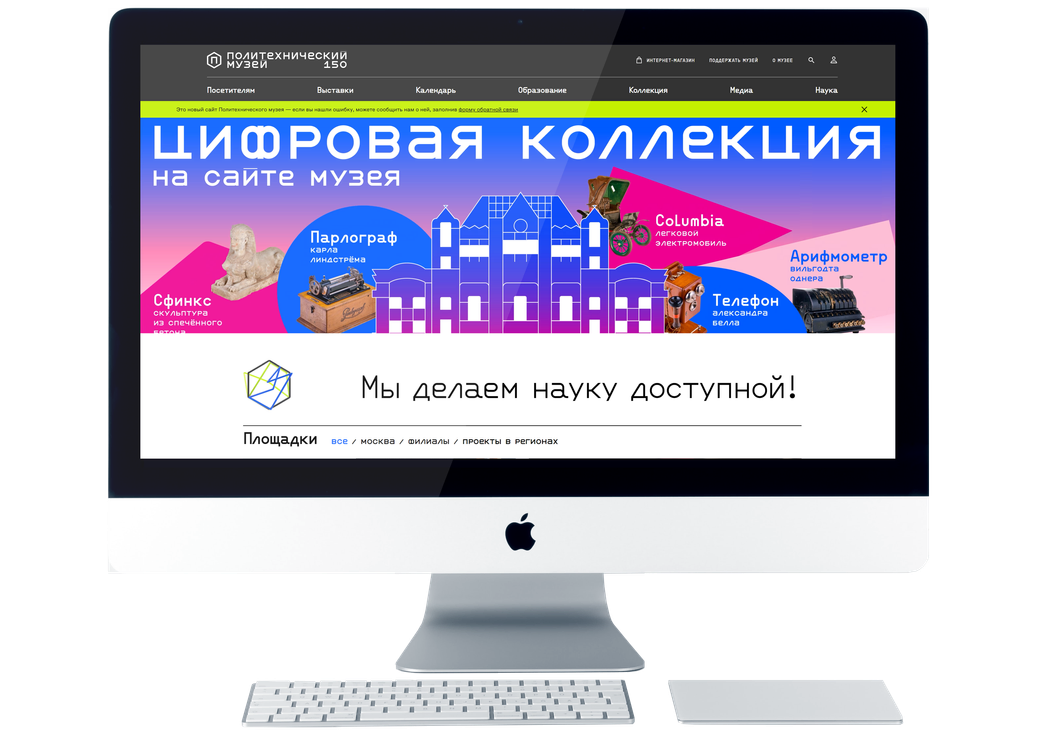 ПОЛИТЕХНИЧЕСКИЙ
МУЗЕЙ 150
ИНТЕРНЕТ-МАГАЗИН ПОДДЕРЖАТЬ МУЗЕЙ О МУЗЕЕ
Посетителям Выставки Календарь Образование Коллекция Медиа Наука
Это новый сайт Политехнического музея — если вы нашли ошибку, можете сообщить нам о ней, заполнив форму обратной связи
ЦИФРОВАЯ КОЛЛЕКЦИЯ
на сайте музея
Columbia
легковой
электромобиль
Парлограф
карла
линдстрёма
Арифмометр
вильгодта
однера
Сфинкс
скульптура
из спечённого
бетона
Телефон
александра
белла
Мы делаем науку доступной!
Площадки все / москва / филиалы / проекты в регионах